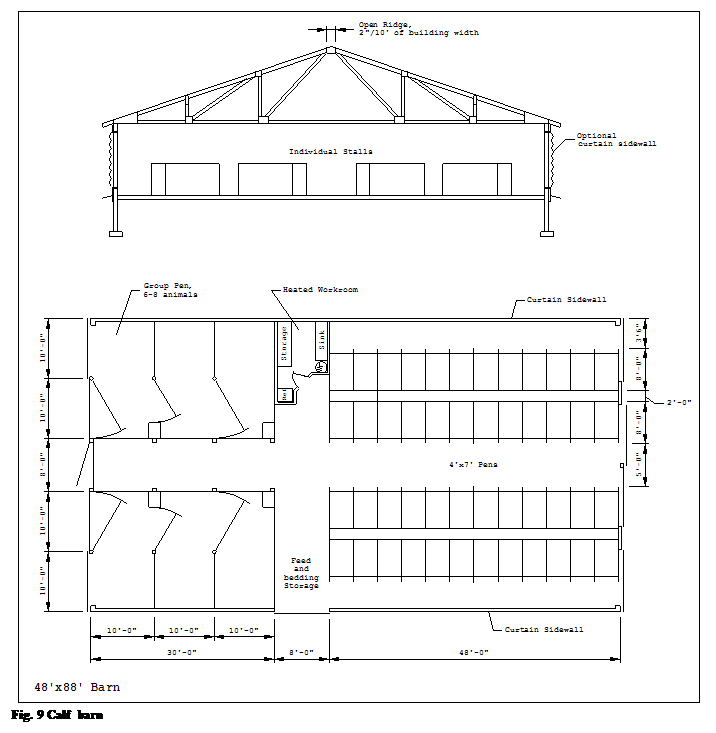 Open Ridge,
2"/10' of building width
Optional
curtain sidewall
Individual Stalls
Group Pen,
6-8 animals
Heated Workroom
Curtain Sidewall
Storage
Sink
Ref
10'-0"
10'-0"
8'-0"
10'-0"
10'-0"
3'6"
8'-0"
2'-0"
8'-0"
5'-0"
4'x7' Pens
Feed
and
bedding
Storage
Curtain Sidewall
10'-0" 10'-0" 10'-0"
30'-0" 8'-0" 48'-0"
48'x88' Barn
Fig. 9 Calf barn